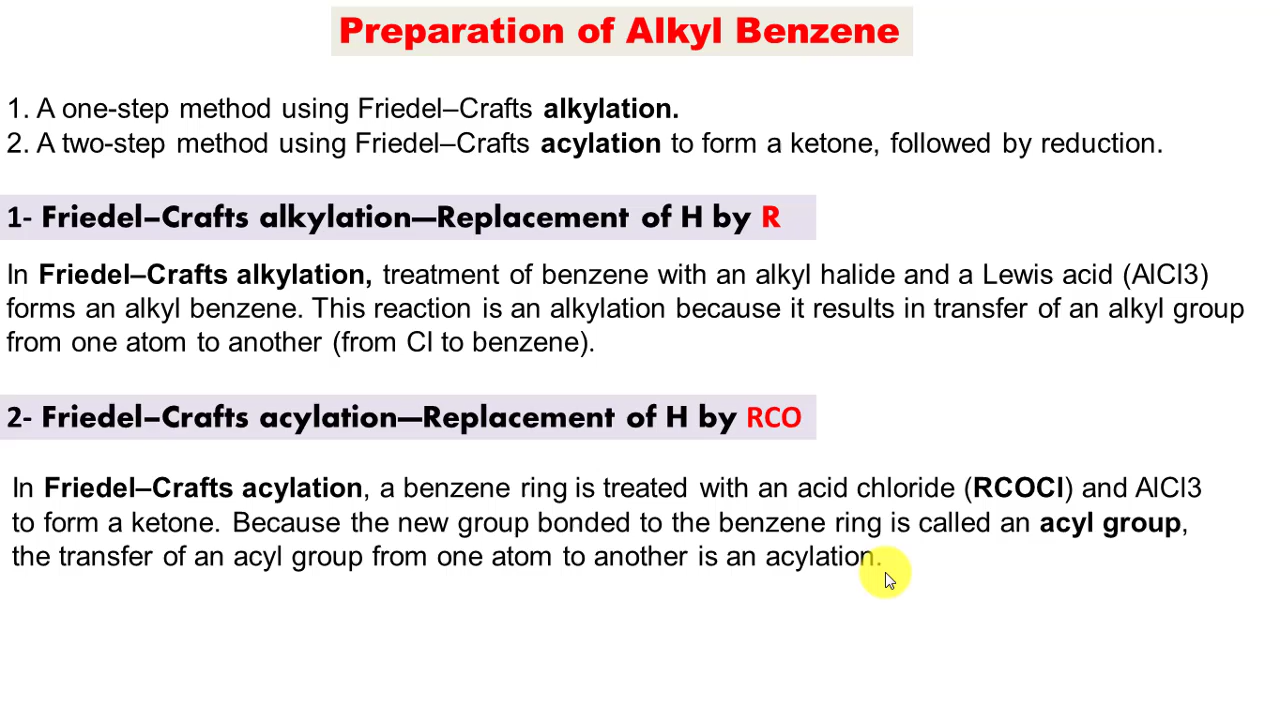 Preparation of Alkyl Benzene
1. A one-step method using Friedel–Crafts alkylation.
2. A two-step method using Friedel–Crafts acylation to form a ketone, followed by reduction.
1- Friedel–Crafts alkylation—Replacement of H by R
In Friedel–Crafts alkylation, treatment of benzene with an alkyl halide and a Lewis acid (AlCl3)
forms an alkyl benzene. This reaction is an alkylation because it results in transfer of an alkyl group
from one atom to another (from Cl to benzene).
2- Friedel–Crafts acylation—Replacement of H by RCO
In Friedel–Crafts acylation, a benzene ring is treated with an acid chloride (RCOCl) and AlCl3
to form a ketone. Because the new group bonded to the benzene ring is called an acyl group,
the transfer of an acyl group from one atom to another is an acylation.